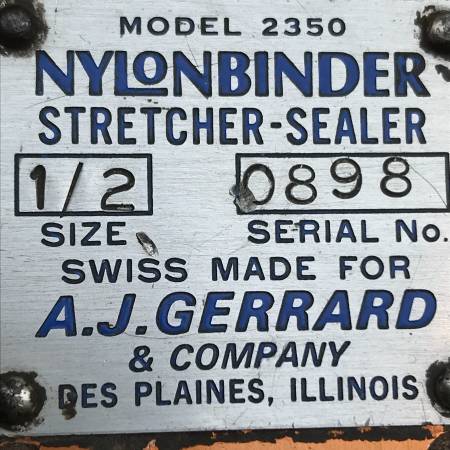 MODEL 2350
NYLONBINDER
STRETCHER-SEALER
1/2 0898
SIZE SERIAL No.
SWISS MADE FOR
A.J. GERRARD
& COMPANY
DES PLAINES, ILLINOIS